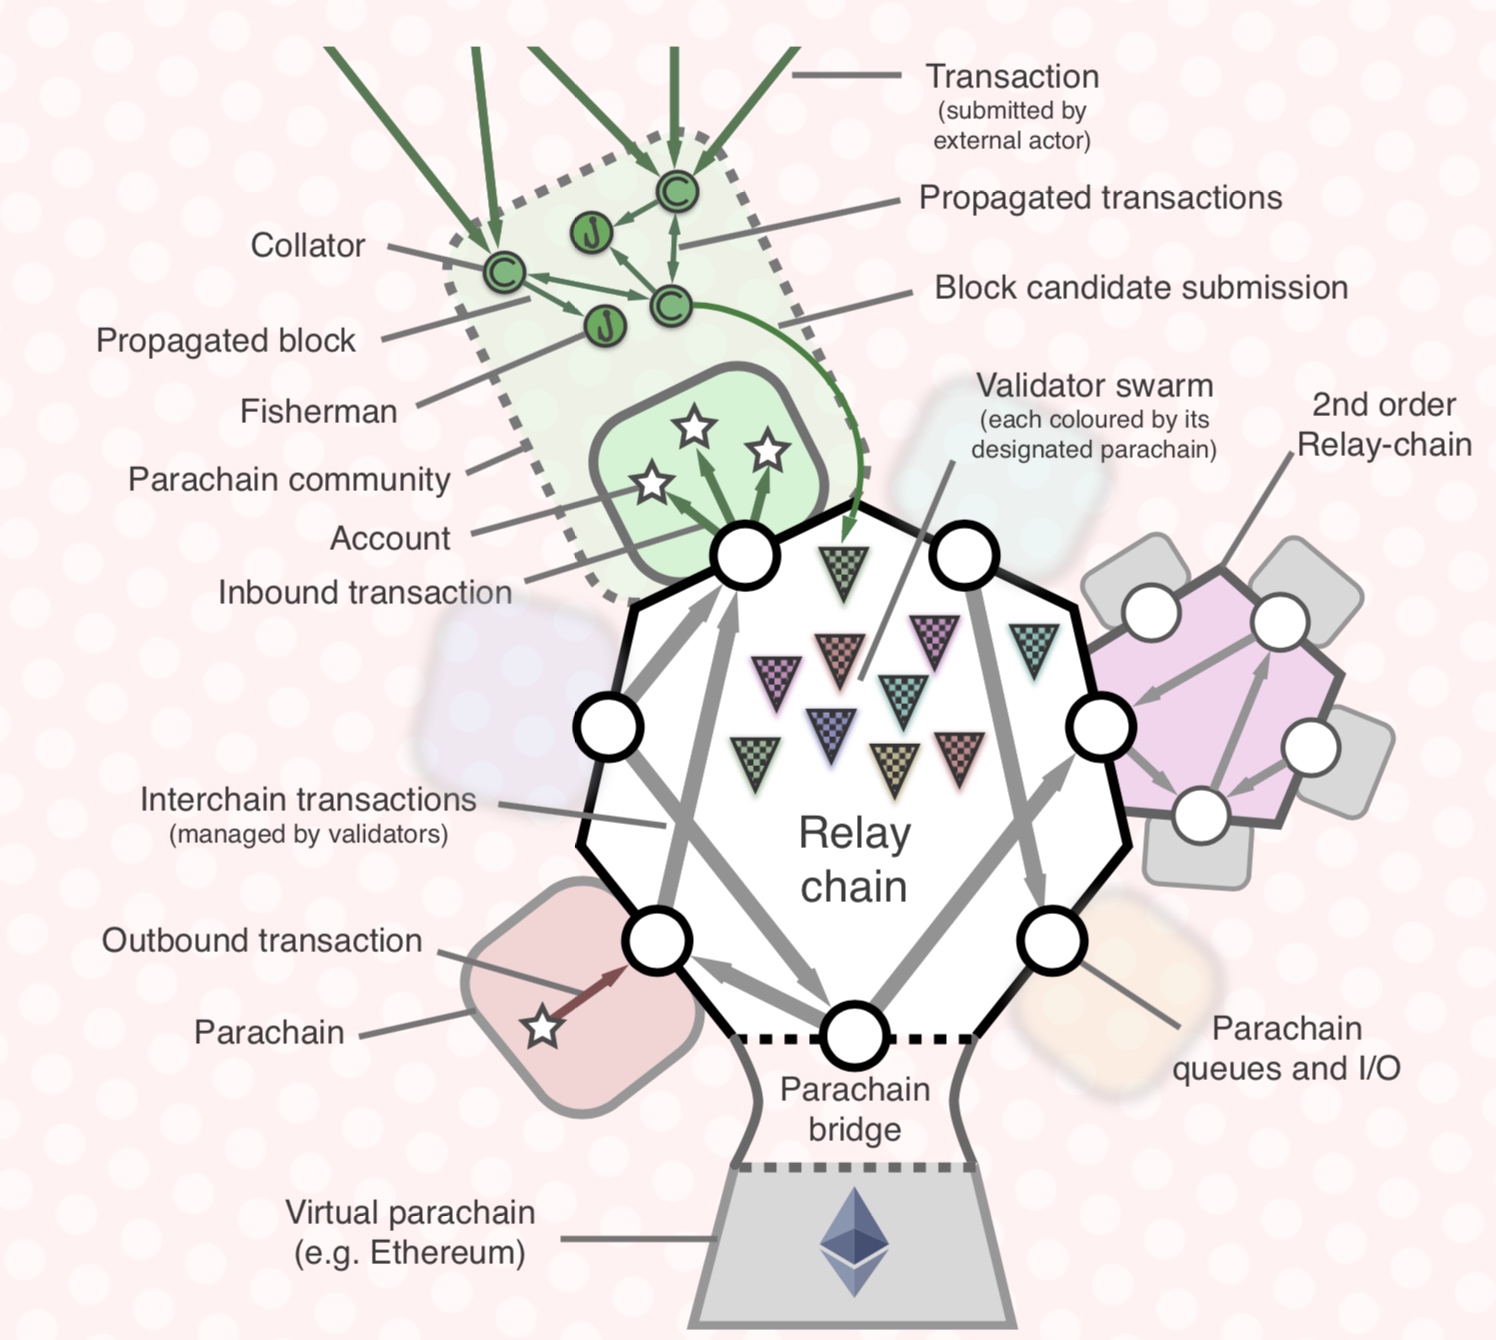 Transaction
(submitted by
external actor)
Propagated transactions
Collator
C
J
C
C
J
Block candidate submission
Propagated block
Validator swarm
(each coloured by its
designated parachain)
2nd order
Relay-chain
Fisherman
Parachain community
Account
Inbound transaction
Interchain transactions
(managed by validators)
Relay
chain
Outbound transaction
Parachain
Parachain
queues and I/O
Parachain
bridge
Virtual parachain
(e.g. Ethereum)